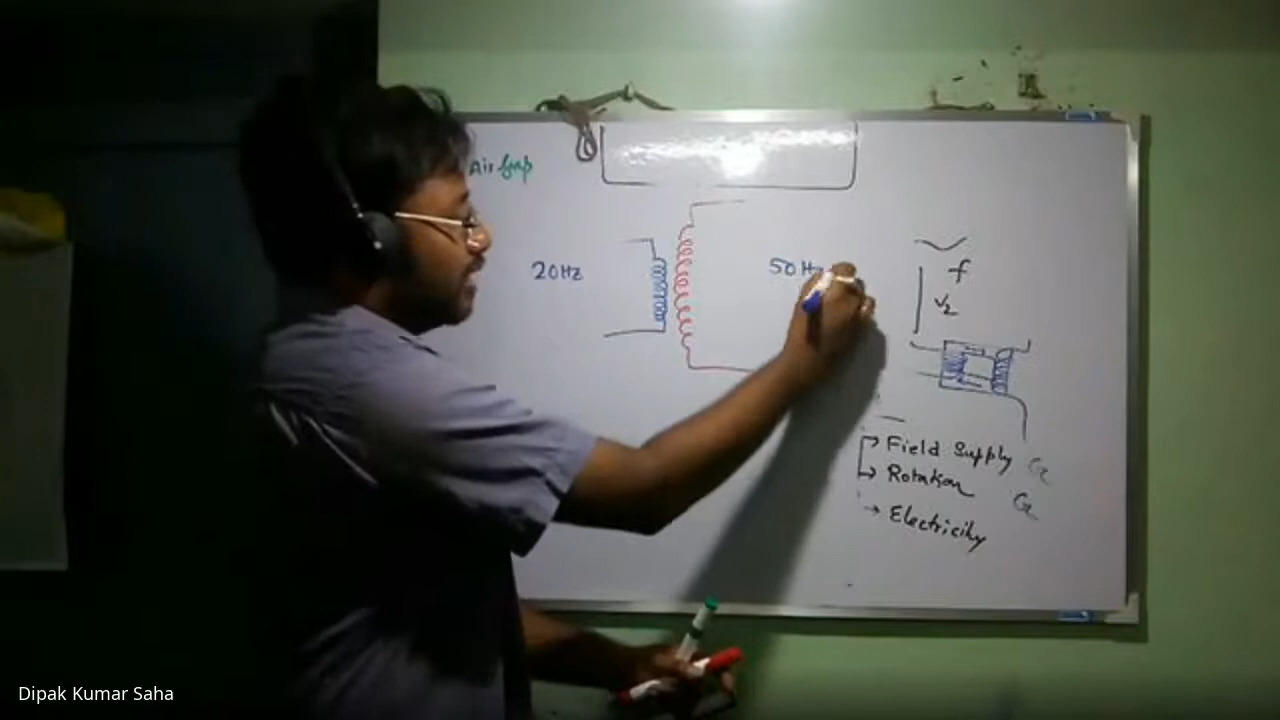 Air Gap
20Hz
50Hz
f
V2
Field Supply
Rotation
Electricity
Dipak Kumar Saha